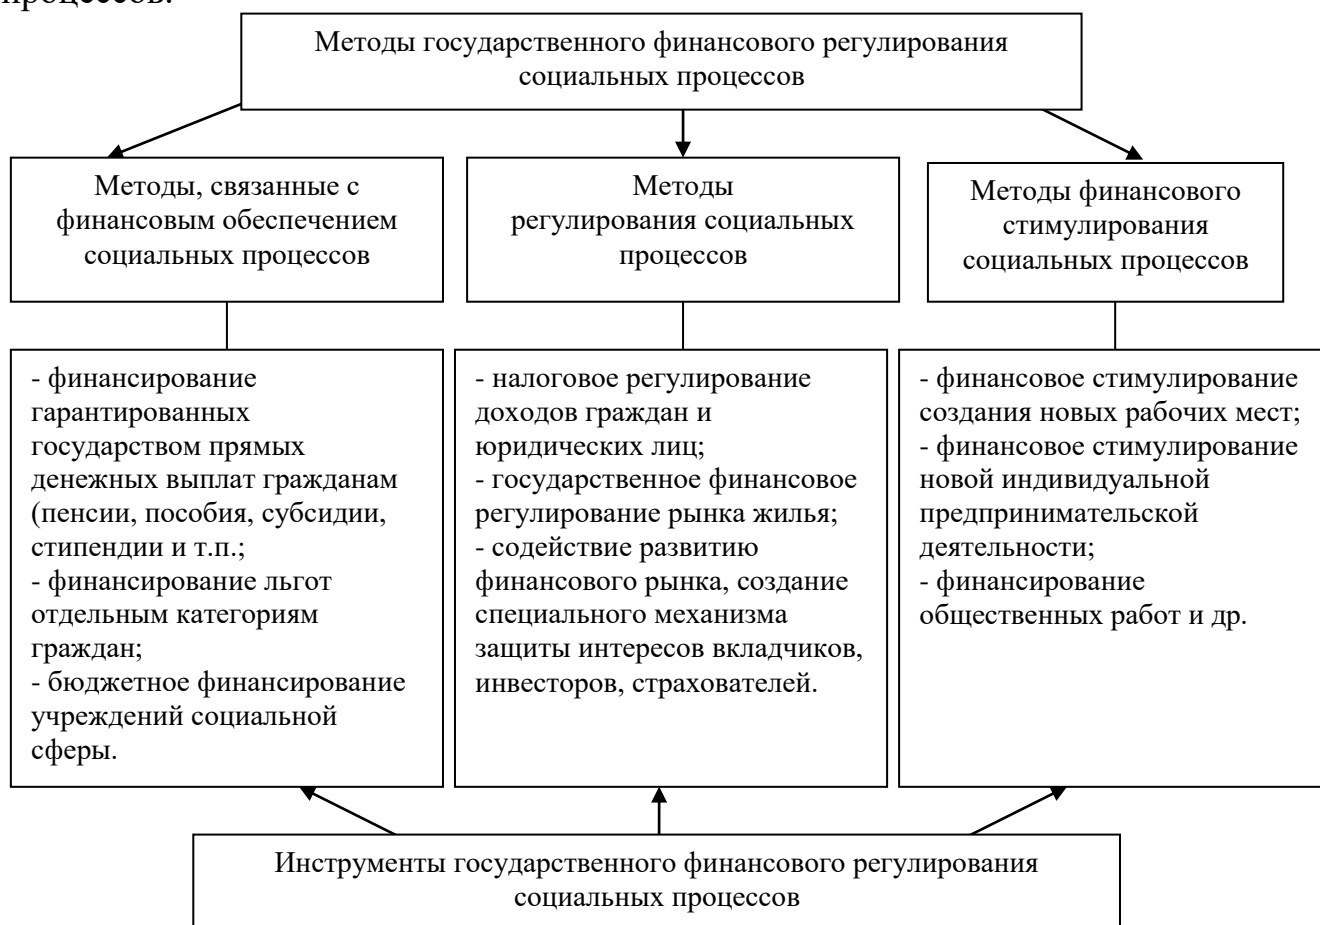 процессов.
Методы государственного финансового регулирования
социальных процессов
Методы, связанные с
финансовым обеспечением
социальных процессов
Методы
регулирования социальных
процессов
Методы финансового
стимулирования
социальных процессов
- финансирование
гарантированных
государством прямых
денежных выплат гражданам
(пенсии, пособия, субсидии,
стипендии и т.п.;
- финансирование льгот
отдельным категориям
граждан;
- бюджетное финансирование
учреждений социальной
сферы.
- налоговое регулирование
доходов граждан и
юридических лиц;
- государственное финансовое
регулирование рынка жилья;
- содействие развитию
финансового рынка, создание
специального механизма
защиты интересов вкладчиков,
инвесторов, страхователей.
- финансовое стимулирование
создания новых рабочих мест;
- финансовое стимулирование
новой индивидуальной
предпринимательской
деятельности;
- финансирование
общественных работ и др.
Инструменты государственного финансового регулирования
социальных процессов